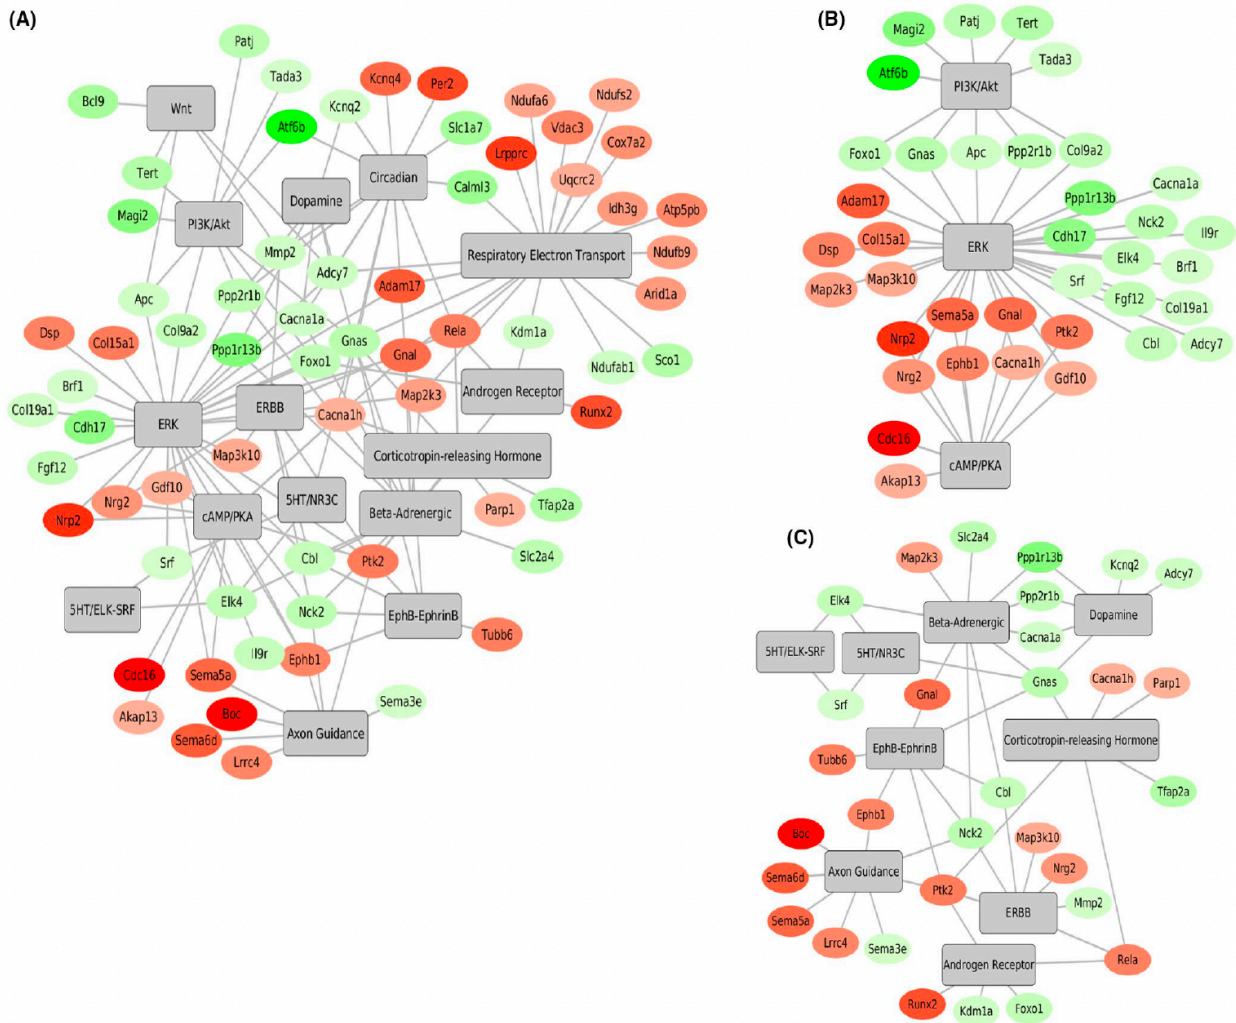 (A)
Patj
Tada3
Kcnq4
Per2
Bcl9
Wnt
Kcnq2
Atf6b
Slc1a7
Ndufa6
Ndufs2
Vdac3
Cox7a2
Lrpprc
Uqcrc2
Tert
Circadian
Calml3
Dopamine
Magi2
PI3K/Akt
Idh3g
Atp5pb
Mmp2
Adcy7
Respiratory Electron Transport
Ndufb9
Adam17
Arid1a
Apc
Ppp2r1b
Cacna1a
Col9a2
Rela
Kdm1a
Dsp
Col15a1
Ppp1r13b
Gnas
Foxo1
Gnal
Ndufab1
Sco1
Brf1
Map2k3
Androgen Receptor
Col19a1
Cdh17
ERK
ERBB
Cacna1h
Runx2
Fgf12
Map3k10
Corticotropin-releasing Hormone
Gdf10
Nrg2
5HT/NR3C
Nrp2
cAMP/PKA
Beta-Adrenergic
Parp1
Tfap2a
Srf
Cbl
Ptk2
Slc2a4
5HT/ELK-SRF
Elk4
Nck2
EphB-EphrinB
Tubb6
Il9r
Ephb1
Cdc16
Sema5a
Akap13
Boc
Sema3e
Sema6d
Axon Guidance
Lrrc4
(B)
Magi2
Patj
Tert
Tada3
Atf6b
PI3K/Akt
Foxo1
Gnas
Apc
Ppp2r1b
Col9a2
Adam17
Ppp1r13b
Cacna1a
Nck2
Dsp
Col15a1
ERK
Cdh17
Il9r
Elk4
Brf1
Map2k3
Map3k10
Srf
Fgf12
Col19a1
Sema5a
Gnal
Ptk2
Nrp2
Cbl
Adcy7
Nrg2
Ephb1
Cacna1h
Gdf10
Cdc16
cAMP/PKA
Akap13
(C)
Slc2a4
Map2k3
Ppp1r13b
Kcnq2
Adcy7
Elk4
Ppp2r1b
Beta-Adrenergic
Dopamine
Cacna1a
5HT/ELK-SRF
5HT/NR3C
Gnas
Cacna1h
Parp1
Srf
Gnal
EphB-EphrinB
Corticotropin-releasing Hormone
Tubb6
Cbl
Tfap2a
Ephb1
Boc
Nck2
Map3k10
Nrg2
Sema6d
Axon Guidance
Ptk2
Mmp2
ERBB
Sema5a
Lrrc4
Sema3e
Androgen Receptor
Rela
Runx2
Kdm1a
Foxo1